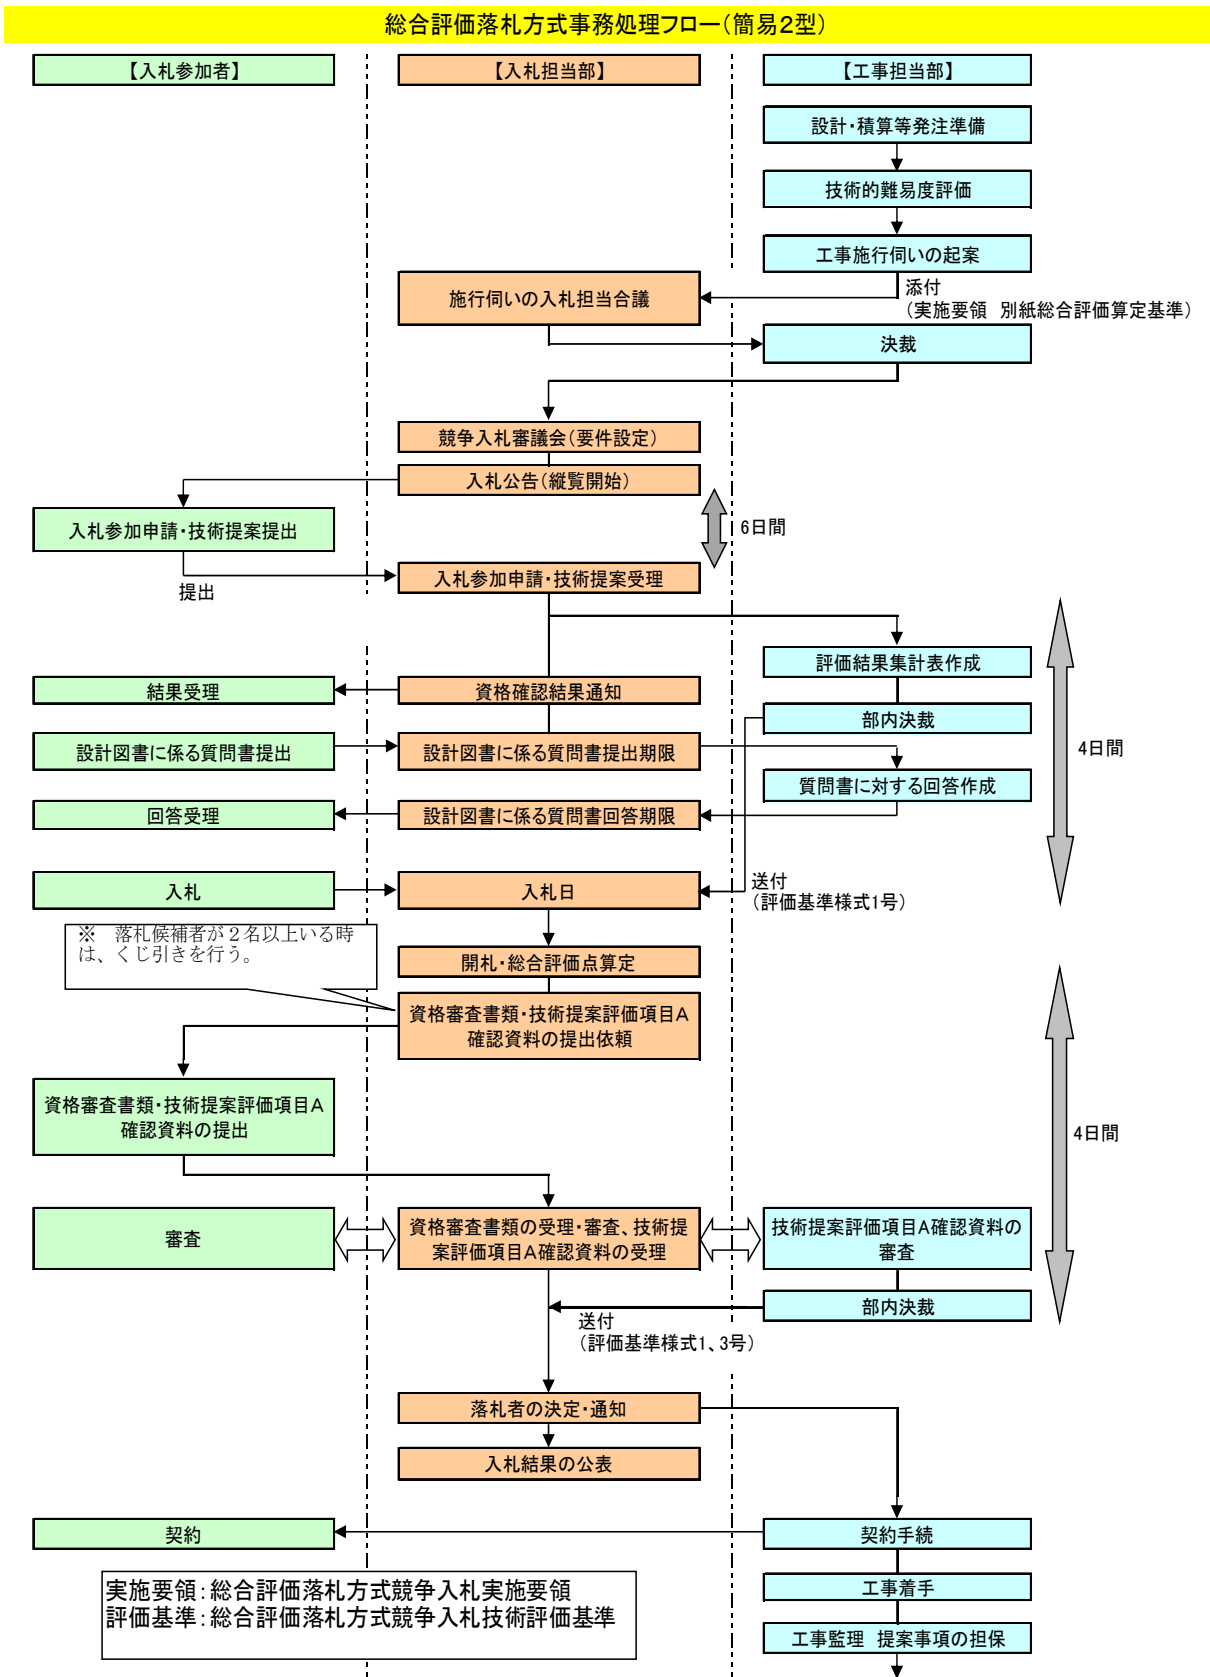 総合評価落札方式事務処理フロー（簡易２型）
【入札参加者】
【入札担当部】
【工事担当部】
設計・積算等発注準備
技術的難易度評価
工事施行伺いの起案
添付
（実施要領 別紙総合評価算定基準）
施行伺いの入札担当合議
決裁
競争入札審議会（要件設定）
入札公告（縦覧開始）
入札参加申請・技術提案提出
6日間
提出
入札参加申請・技術提案受理
評価結果集計表作成
結果受理
資格確認結果通知
部内決裁
設計図書に係る質問書提出
設計図書に係る質問書提出期限
4日間
質問書に対する回答作成
回答受理
設計図書に係る質問書回答期限
入札
入札日
送付
（評価基準様式1号）
※ 落札候補者が２名以上いる時
は、くじ引きを行う。
開札・総合評価点算定
資格審査書類・技術提案評価項目A
確認資料の提出依頼
資格審査書類・技術提案評価項目A
確認資料の提出
4日間
審査
資格審査書類の受理・審査、技術提
案評価項目A確認資料の受理
技術提案評価項目A確認資料の
審査
部内決裁
送付
（評価基準様式1、3号）
落札者の決定・通知
入札結果の公表
契約
契約手続
実施要領：総合評価落札方式競争入札実施要領
評価基準：総合評価落札方式競争入札技術評価基準
工事着手
工事監理 提案事項の担保